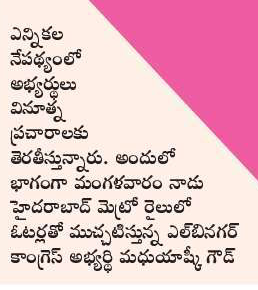 ఎన్నికల
నేపథ్యంలో
అభ్యర్థులు
వినూత్న
ప్రచారాలకు
తెరతీస్తున్నారు. అందులో
భాగంగా మంగళవారం నాడు
హైదరాబాద్ మెట్రో రైలులో
ఓటర్లతో ముచ్చటిస్తున్న ఎల్‌బినగర్
కాంగ్రెస్ అభ్యర్థి మధుయాష్కీ గౌడ్